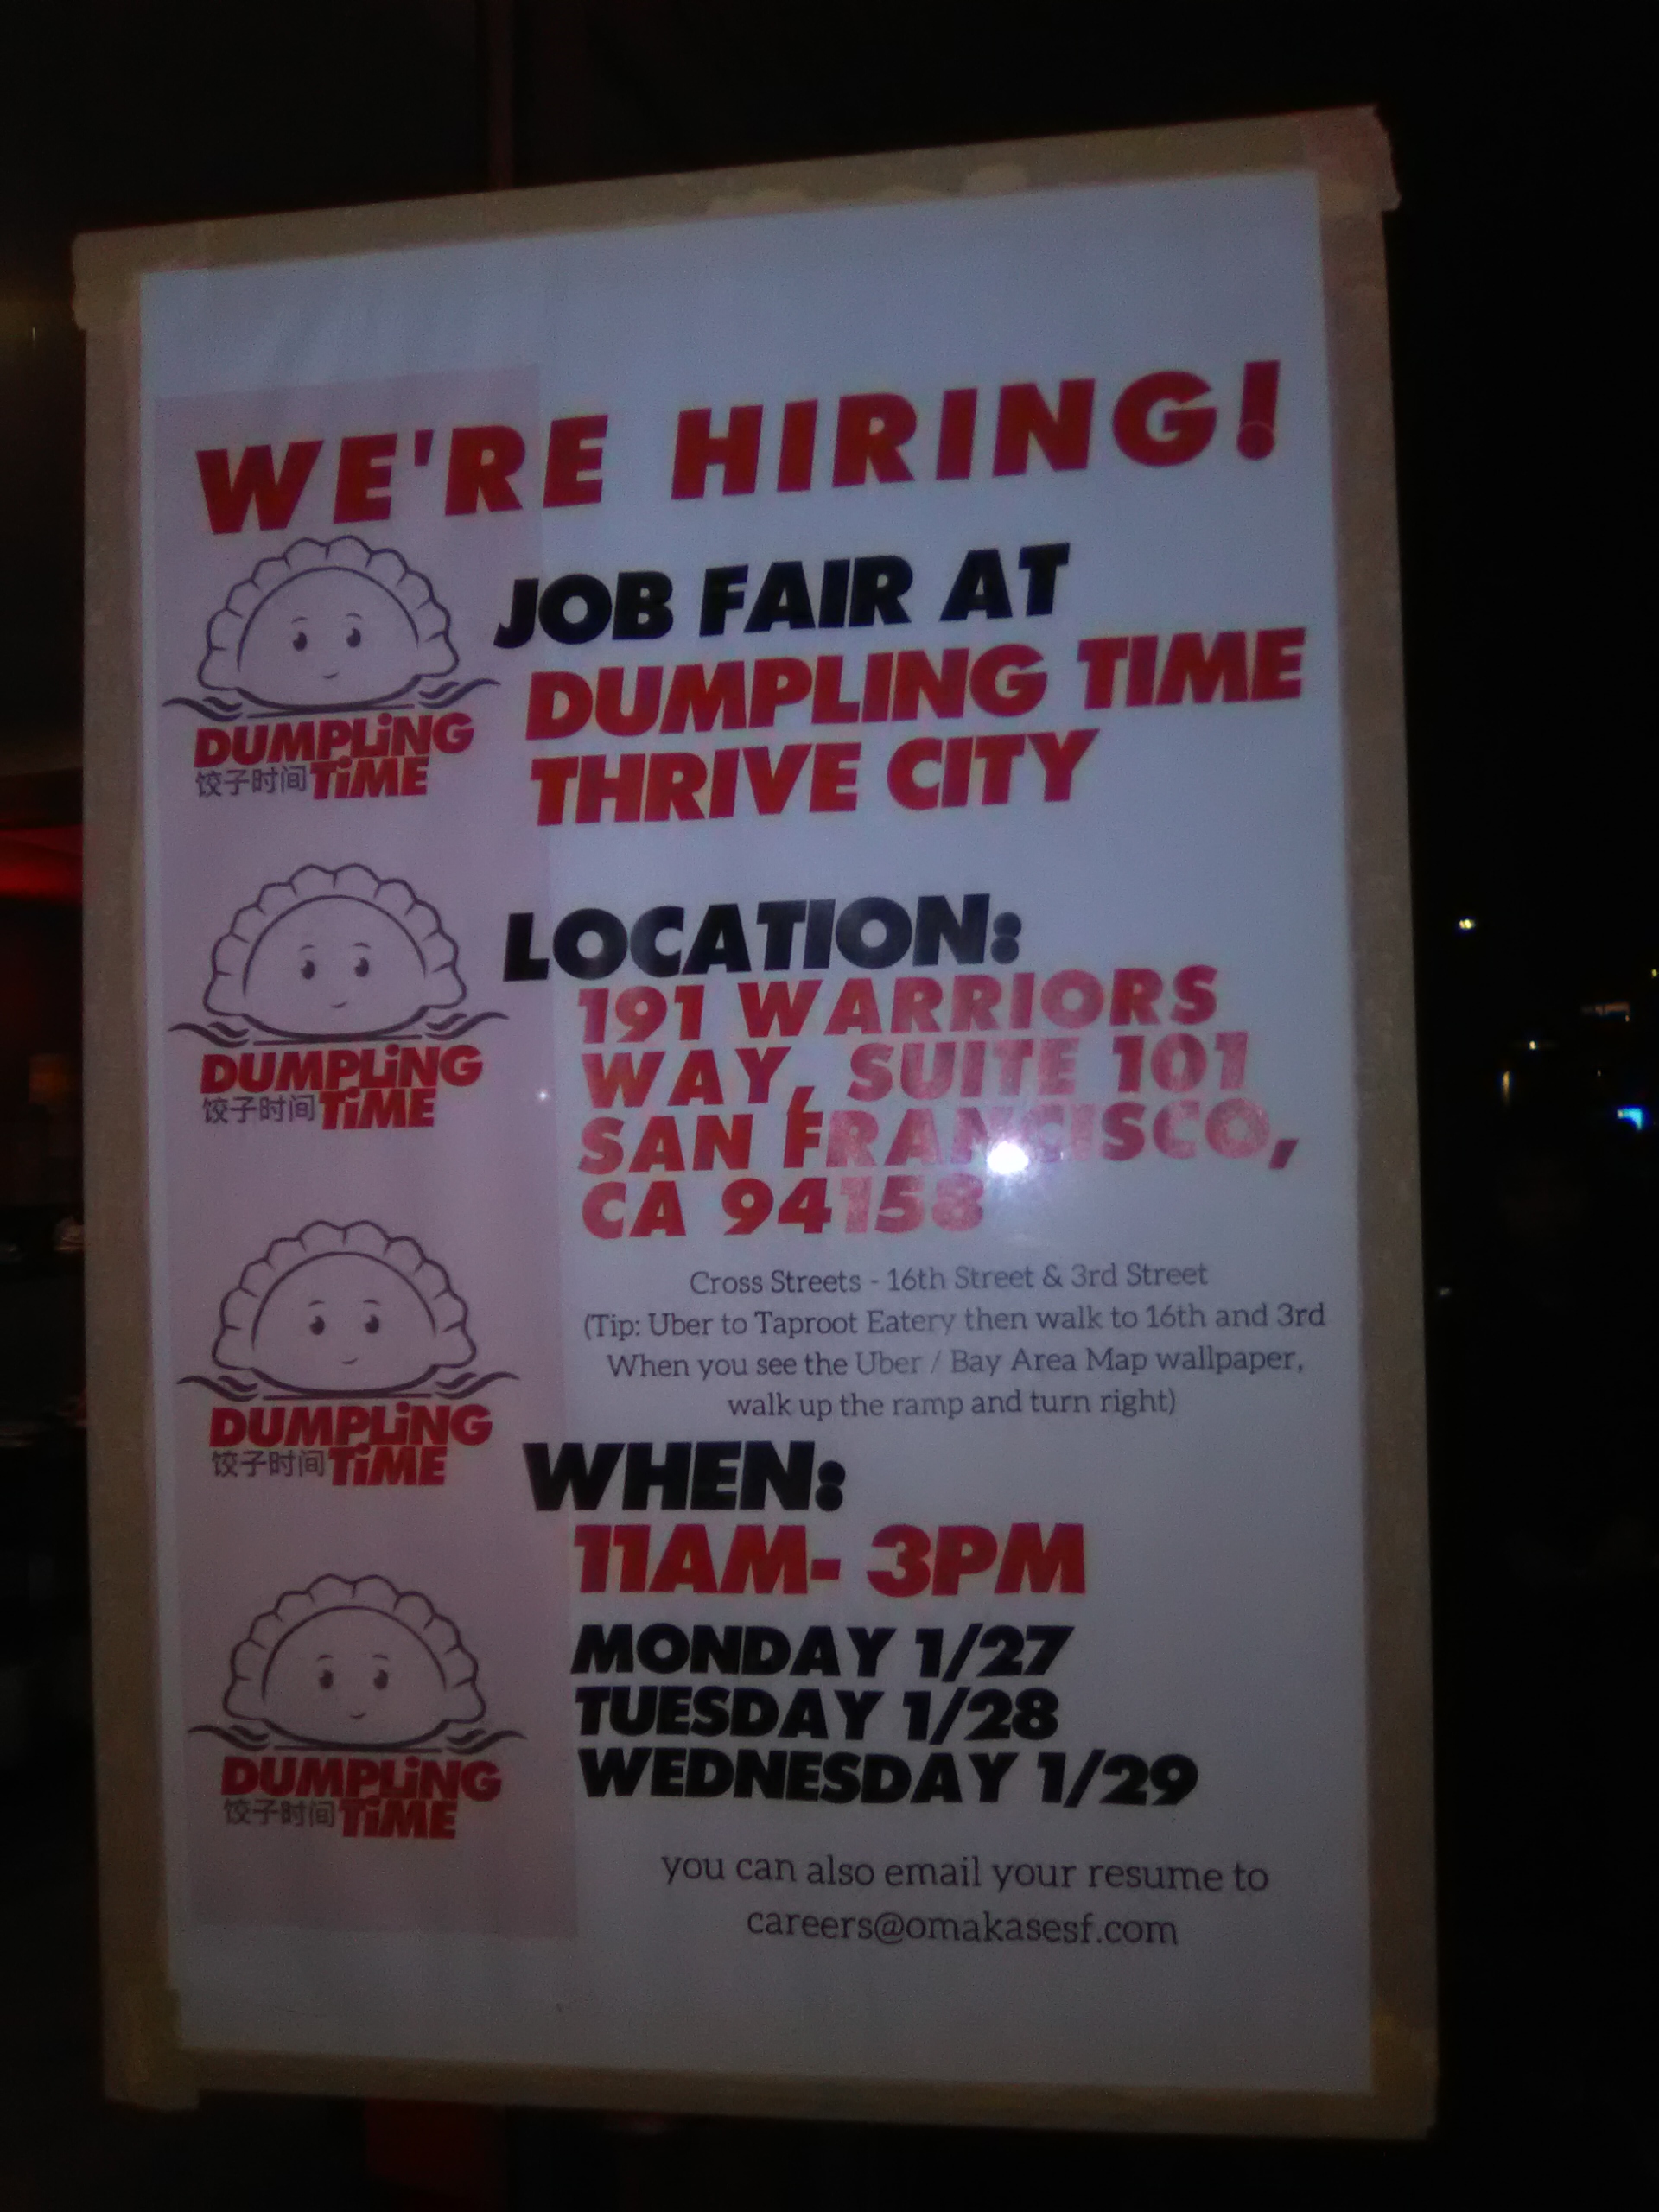 WE'RE HIRING!
JOB FAIR AT
DUMPLING TIME
THRIVE CITY
LOCATION:
191 WARRIORS
WAY, SUITE 101
SAN FRANCISCO,
CA 94158
Cross Streets - 16th Street & 3rd Street
(Tip: Uber to Taproot Eatery then walk to 16th and 3rd
When you see the Uber / Bay Area Map wallpaper,
walk up the ramp and turn right)
WHEN:
11AM- 3PM
MONDAY 1/27
TUESDAY 1/28
WEDNESDAY 1/29
you can also email your resume to
careers@omakasesf.com
DUMPLiNG
饺子时间 TiME
DUMPLiNG
饺子时间 TiME
DUMPLiNG
饺子时间 TiME
DUMPLiNG
饺子时间 TiME